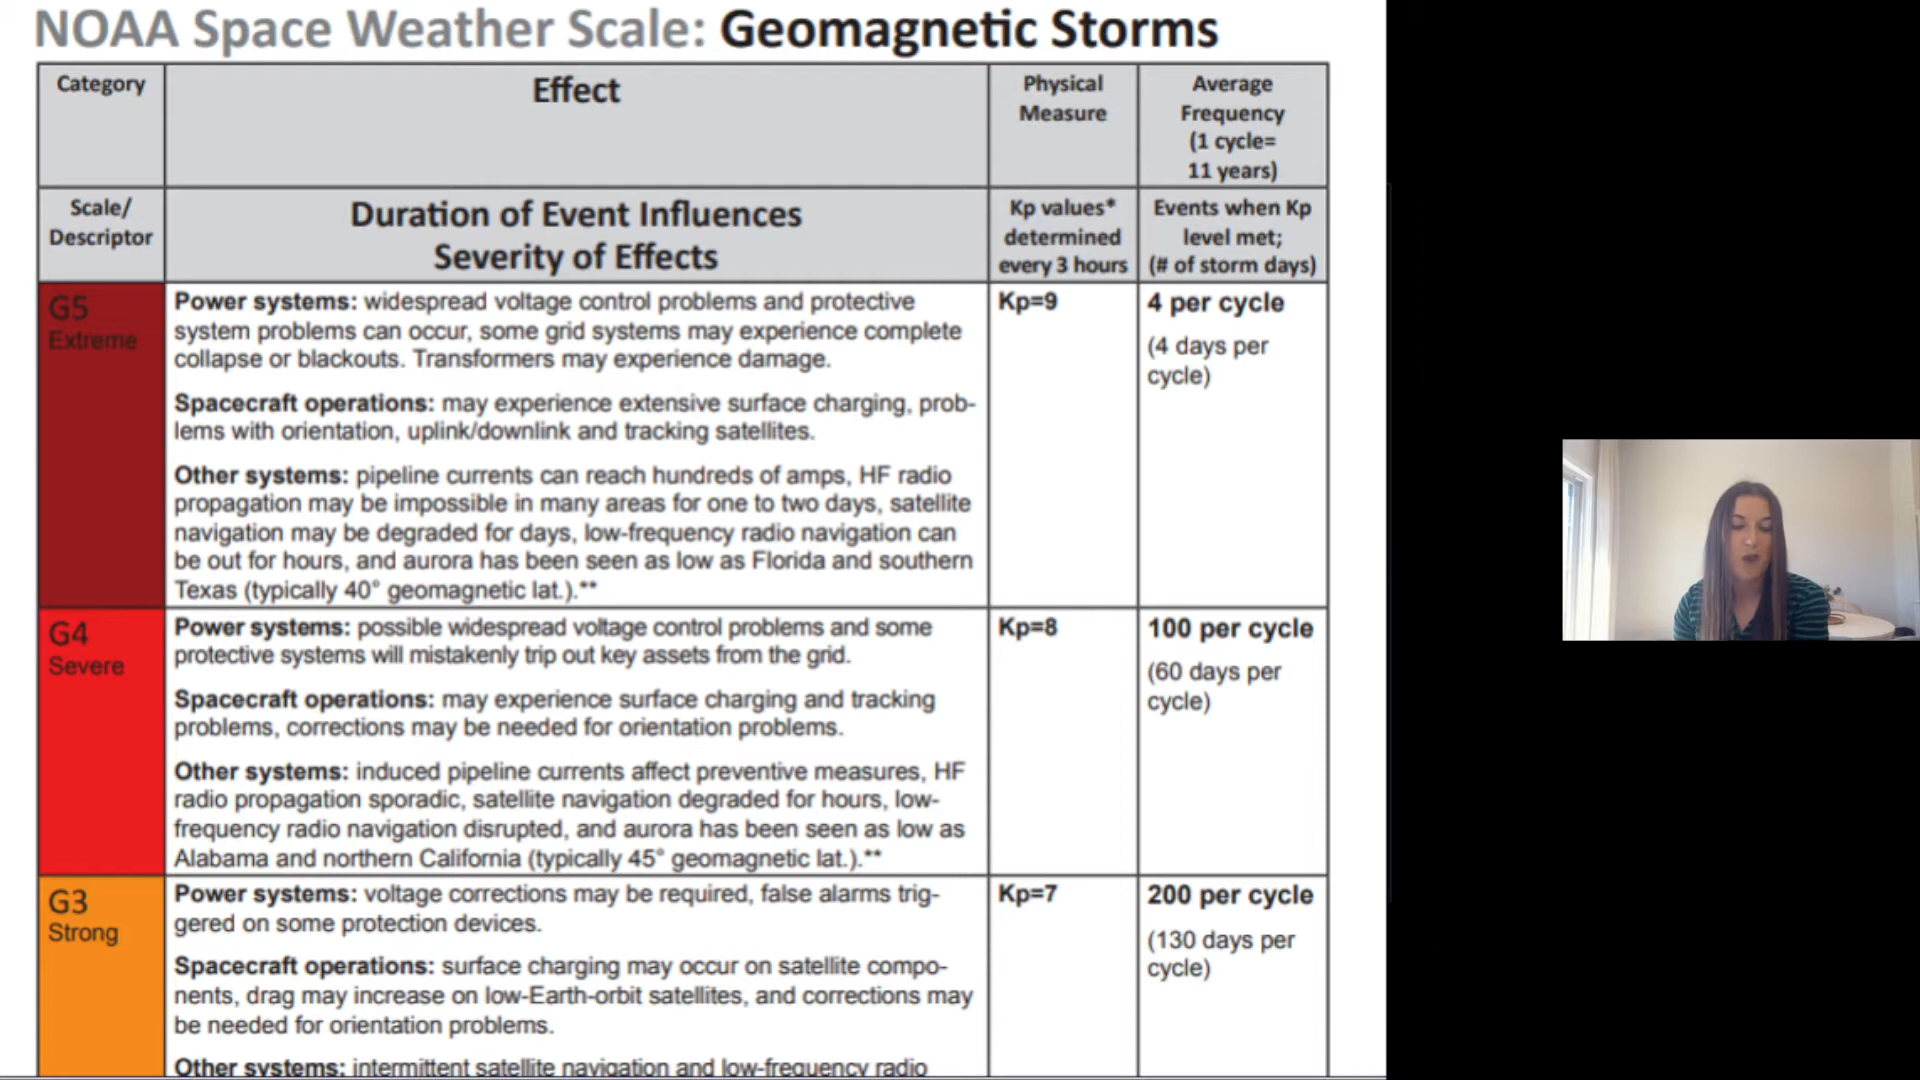 NOAA Space Weather Scale: Geomagnetic Storms
Category
Effect
Physical
Measure
Average
Frequency
(1 cycle=
11 years)
Scale/
Descriptor
Duration of Event Influences
Severity of Effects
Kp values*
determined
every 3 hours
Events when Kp
level met;
(# of storm days)
G5
Extreme
Power systems: widespread voltage control problems and protective
system problems can occur, some grid systems may experience complete
collapse or blackouts. Transformers may experience damage.
Spacecraft operations: may experience extensive surface charging, prob-
lems with orientation, uplink/downlink and tracking satellites.
Other systems: pipeline currents can reach hundreds of amps, HF radio
propagation may be impossible in many areas for one to two days, satellite
navigation may be degraded for days, low-frequency radio navigation can
be out for hours, and aurora has been seen as low as Florida and southern
Texas (typically 40° geomagnetic lat.).**
Kp=9
4 per cycle
(4 days per
cycle)
G4
Severe
Power systems: possible widespread voltage control problems and some
protective systems will mistakenly trip out key assets from the grid.
Spacecraft operations: may experience surface charging and tracking
problems, corrections may be needed for orientation problems.
Other systems: induced pipeline currents affect preventive measures, HF
radio propagation sporadic, satellite navigation degraded for hours, low-
frequency radio navigation disrupted, and aurora has been seen as low as
Alabama and northern California (typically 45° geomagnetic lat.).**
Kp=8
100 per cycle
(60 days per
cycle)
G3
Strong
Power systems: voltage corrections may be required, false alarms trig-
gered on some protection devices.
Spacecraft operations: surface charging may occur on satellite compo-
nents, drag may increase on low-Earth-orbit satellites, and corrections may
be needed for orientation problems.
Other systems: intermittent satellite navigation and low-frequency radio
Kp=7
200 per cycle
(130 days per
cycle)